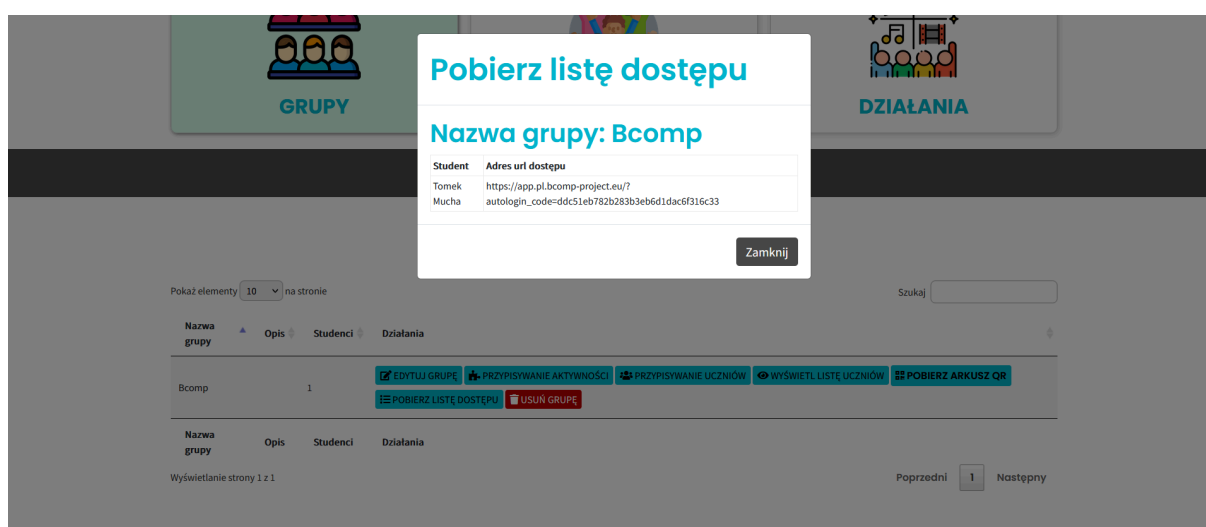 GRUPY
DZIAŁANIA
Pobierz listę dostępu
Nazwa grupy: Bcomp
Student Adres url dostępu
Tomek https://app.pl.bcomp-project.eu/?
Mucha autologin_code=ddc51eb782b283b3eb6d1dac6f316c33
Zamknij
Pokaż elementy 10 na stronie
Szukaj
Nazwa
grupy Opis Studenci Działania
Bcomp 1
EDYTUJ GRUPĘ PRZYPISYWANIE AKTYWNOŚCI PRZYPISYWANIE UCZNIÓW WYŚWIETL LISTĘ UCZNIÓW POBIERZ ARKUSZ QR
POBIERZ LISTĘ DOSTĘPU USUŃ GRUPĘ
Nazwa
grupy Opis Studenci Działania
Wyświetlanie strony 1 z 1
Poprzedni 1 Następny